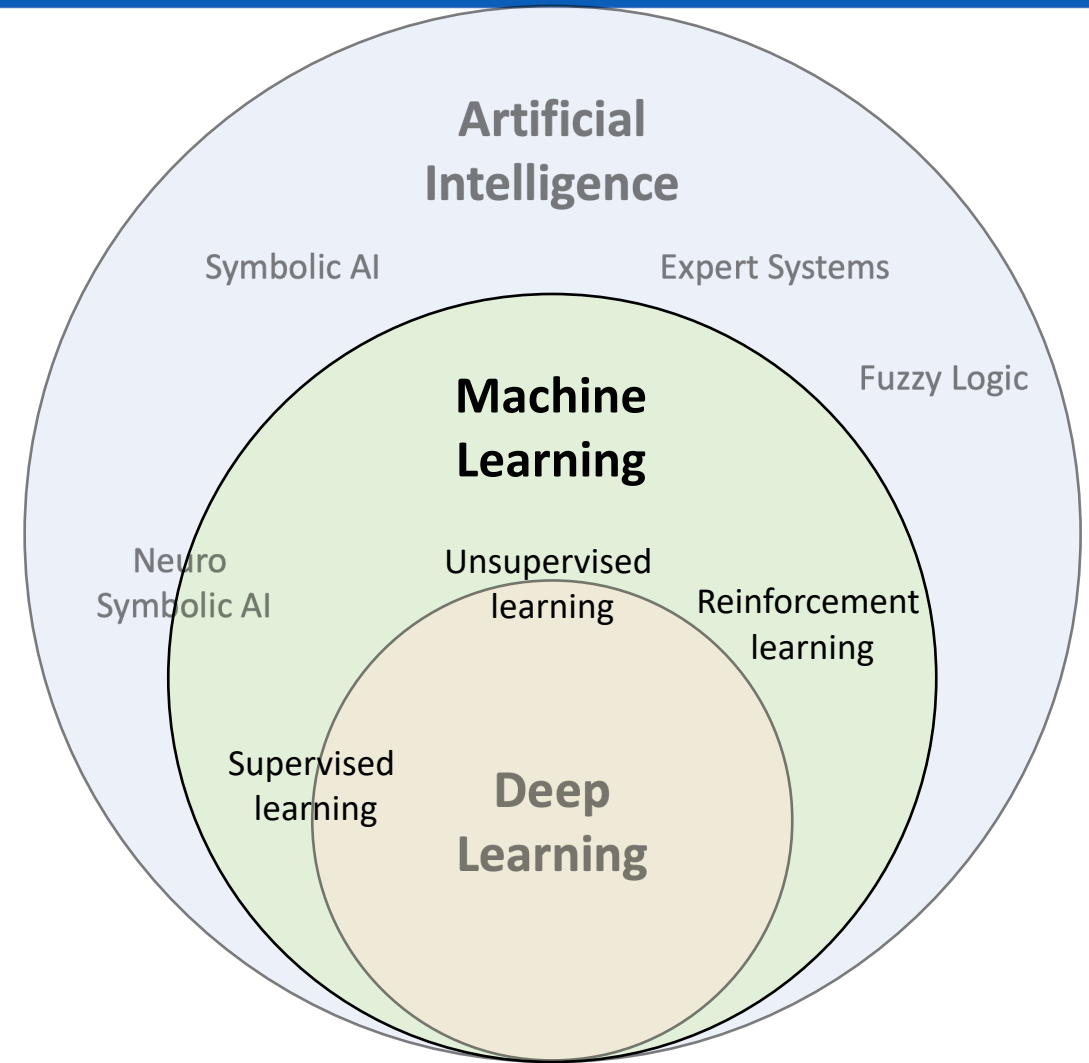 Artificial
Intelligence
Symbolic AI
Expert Systems
Fuzzy Logic
Machine
Learning
Neuro
Symbolic AI
Unsupervised
learning
Reinforcement
learning
Supervised
learning
Deep
Learning